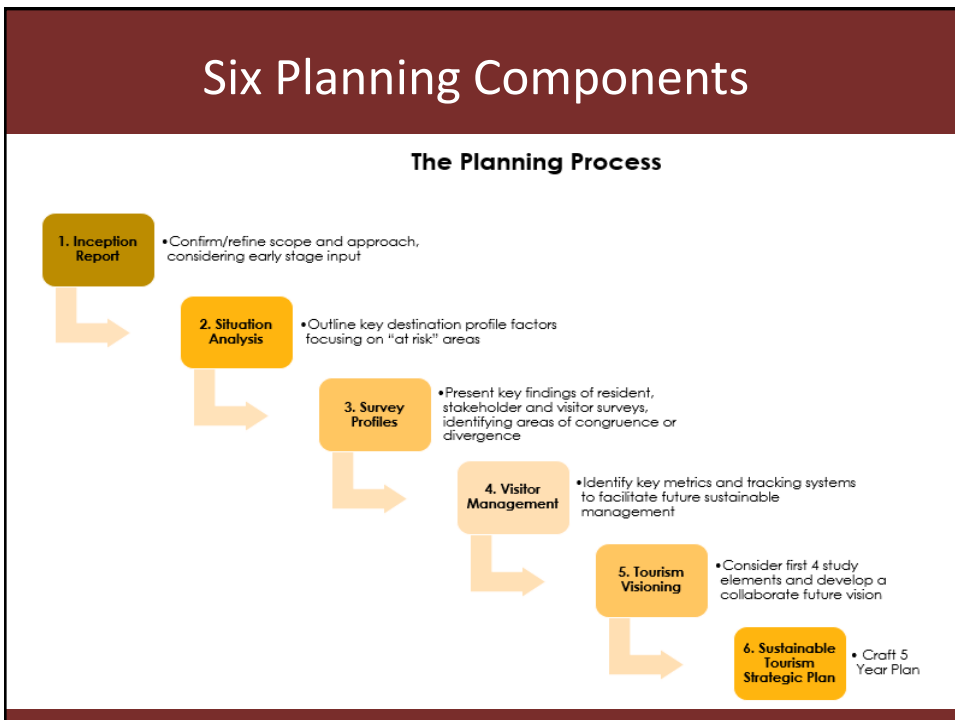 Six Planning Components
The Planning Process
1. Inception
Report
•Confirm/refine scope and approach,
considering early stage input
2. Situation
Analysis
•Outline key destination profile factors
focusing on “at risk” areas
3. Survey
Profiles
•Present key findings of resident,
stakeholder and visitor surveys,
identifying areas of congruence or
divergence
4. Visitor
Management
•Identify key metrics and tracking systems
to facilitate future sustainable
management
5. Tourism
Visioning
•Consider first 4 study
elements and develop a
collaborate future vision
6. Sustainable
Tourism
Strategic Plan
• Craft 5
Year Plan